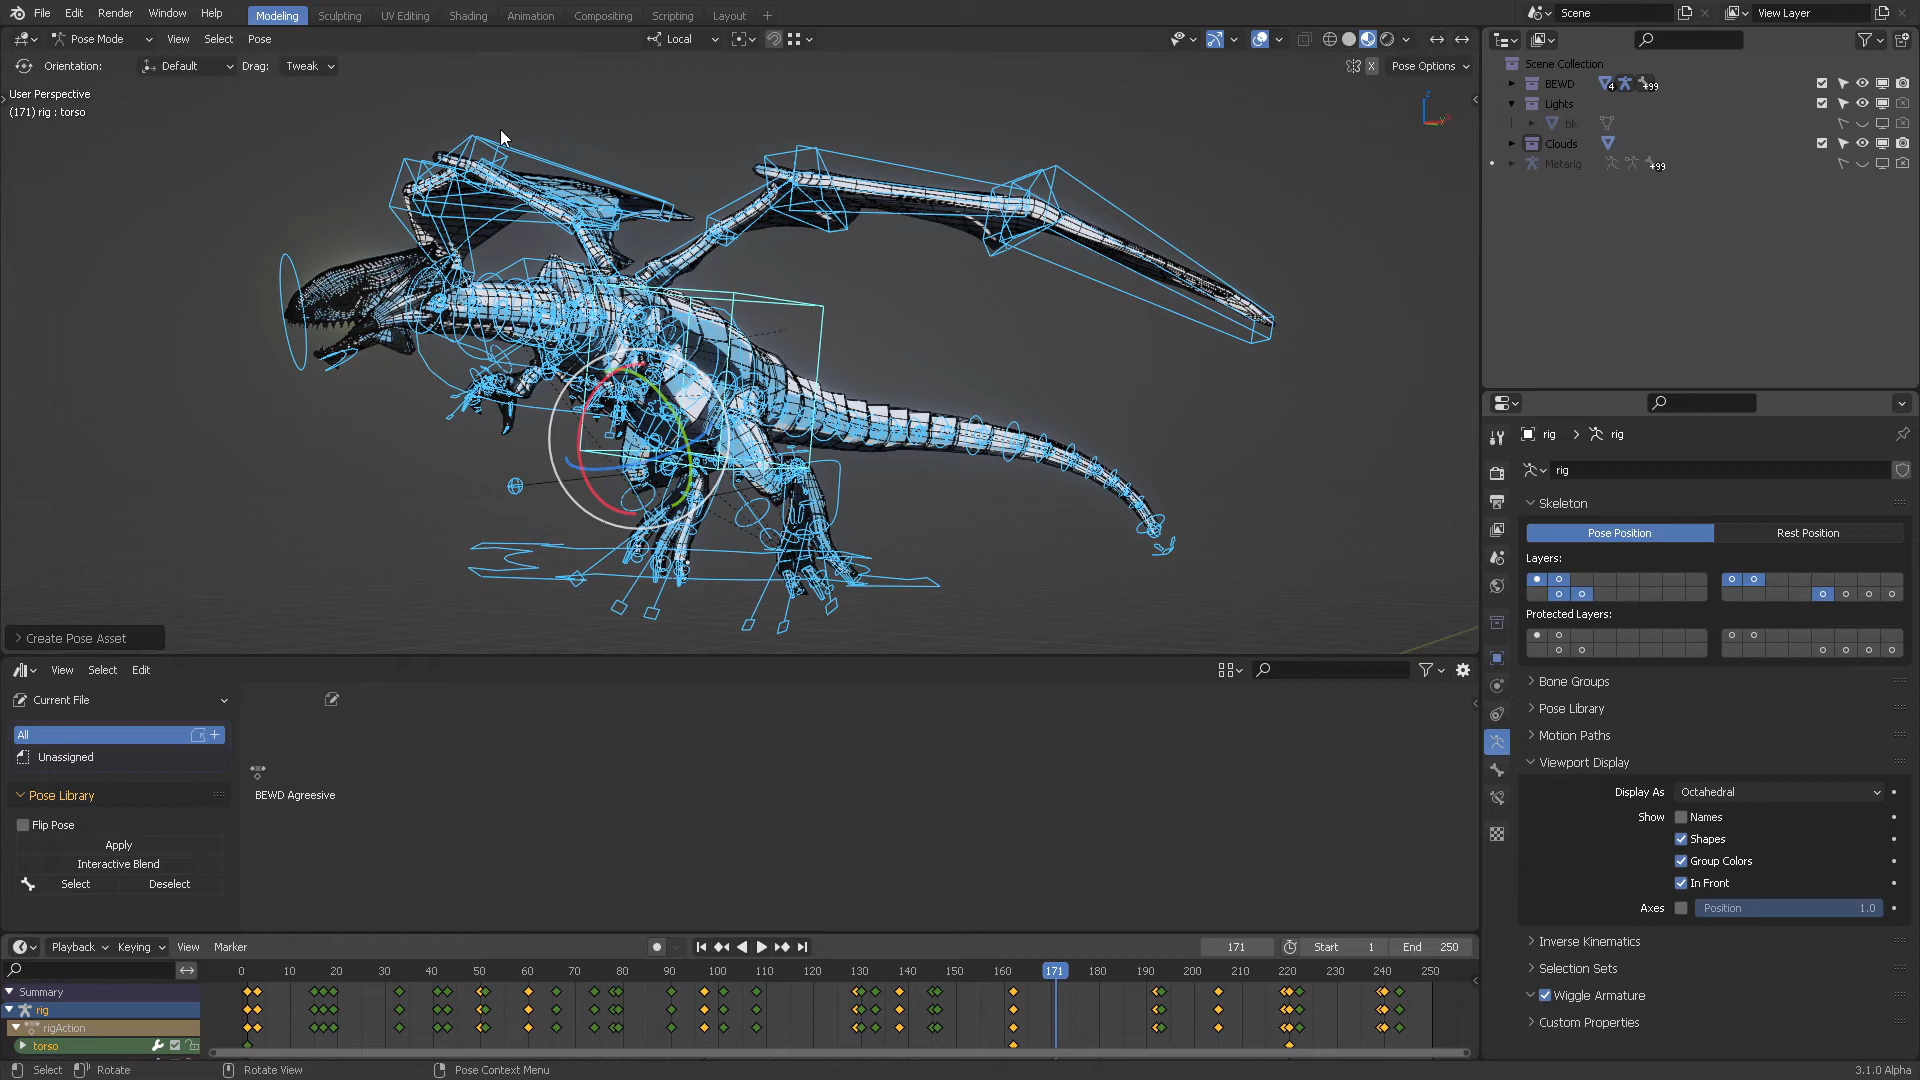 File Edit Render Window Help Modeling Sculpting UV Editing Shading Animation Compositing Scripting Layout + Scene View Layer
Pose Mode View Select Pose Local
Orientation: Default Drag: Tweak X Pose Options
User Perspective
(171) rig : torso
Z
Y
Scene Collection
BEWD 4 +99
Lights
bk
Clouds
Metarig +99
rig > rig
rig
Skeleton
Pose Position Rest Position
Layers:
Protected Layers:
Bone Groups
Pose Library
Motion Paths
Viewport Display
Display As Octahedral
Show Names
Shapes
Group Colors
In Front
Axes Position 1.0
Inverse Kinematics
Selection Sets
Wiggle Armature
Custom Properties
Create Pose Asset
View Select Edit
Current File
All
Unassigned
Pose Library
Flip Pose
Apply
Interactive Blend
Select Deselect
BEWD Agreesive
Playback Keying View Marker 171 Start 1 End 250
0 10 20 30 40 50 60 70 80 90 100 110 120 130 140 150 160 171 180 190 200 210 220 230 240 250
Summary
rig
rigAction
torso
Select Rotate Rotate View Pose Context Menu 3.1.0 Alpha